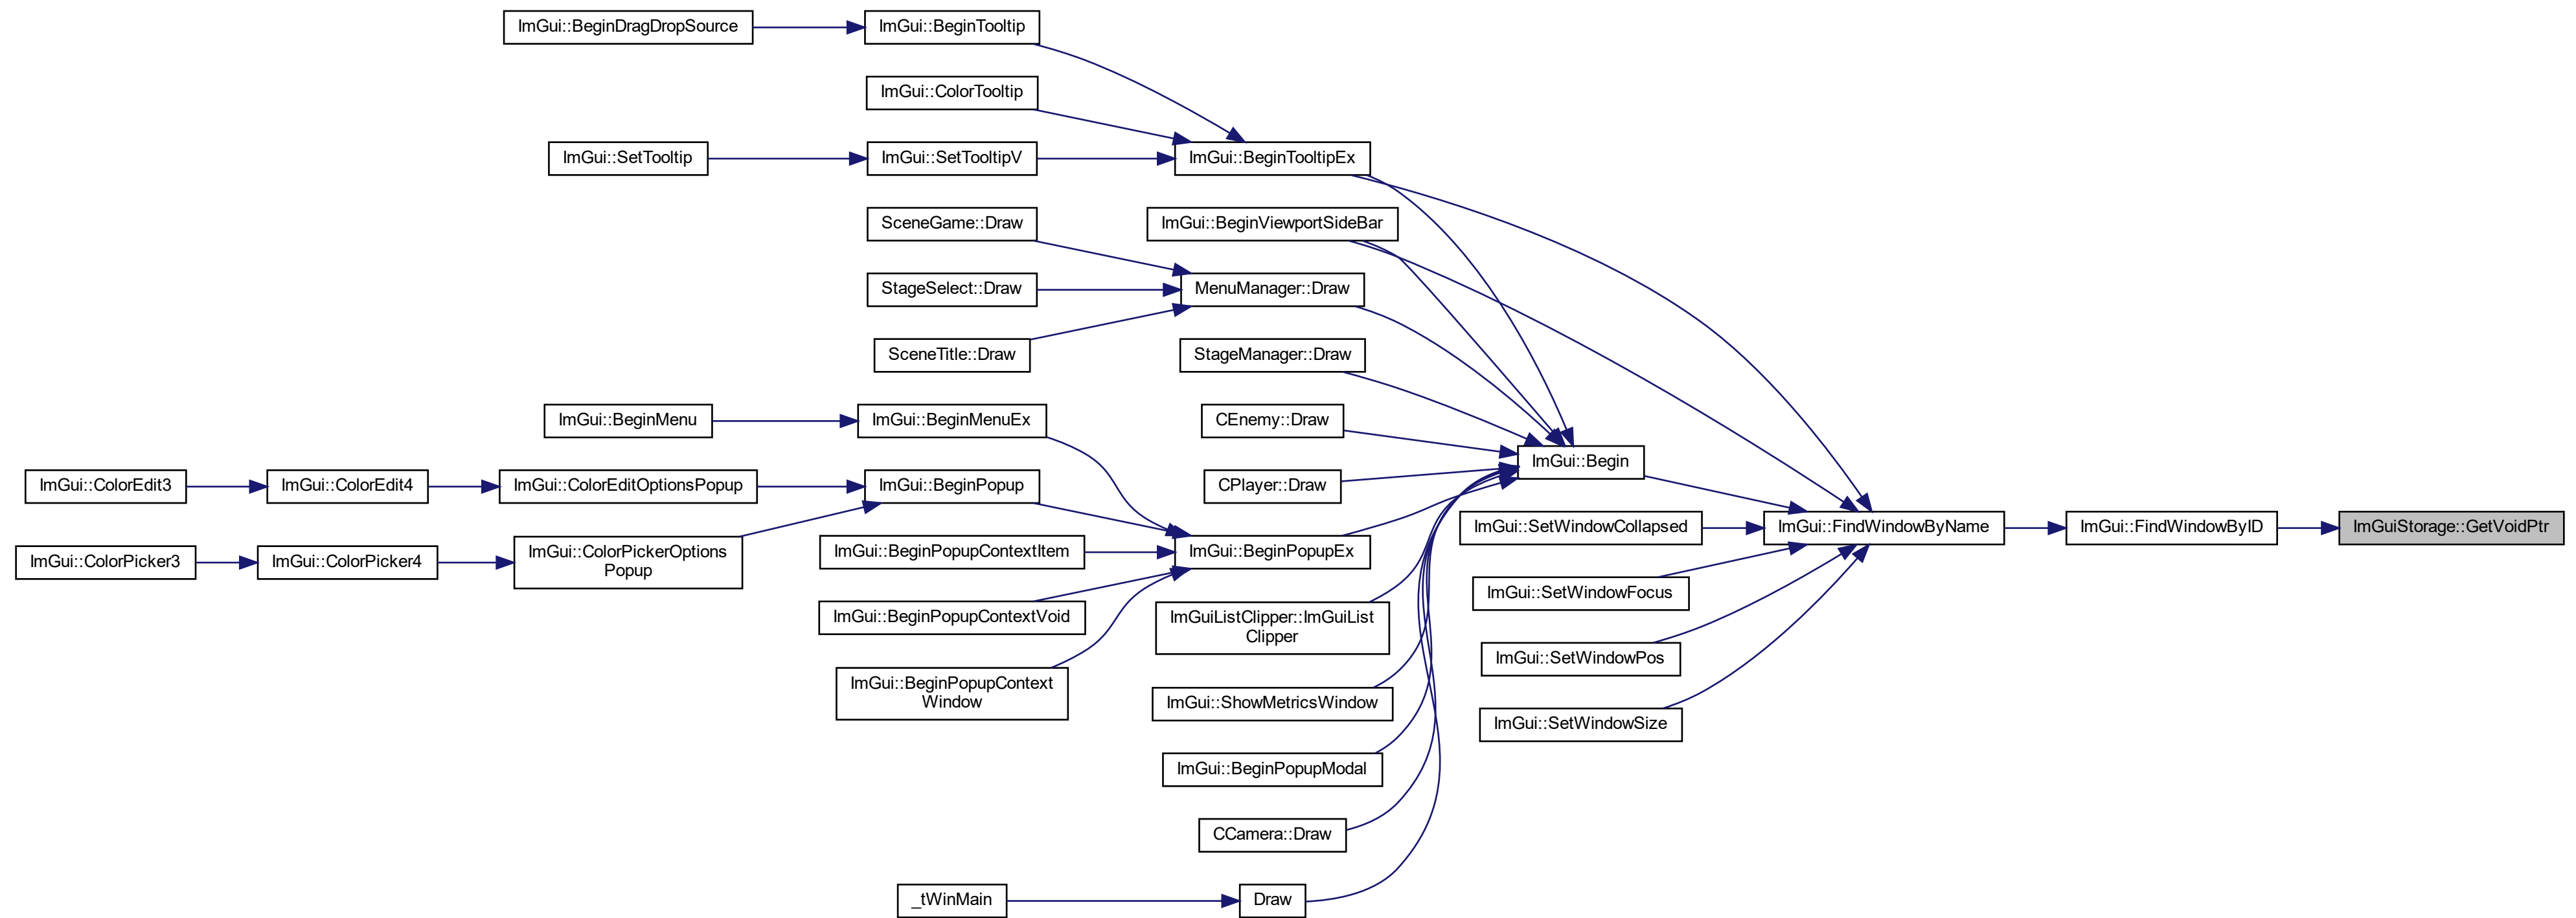 ImGui::BeginDragDropSource
ImGui::BeginTooltip
ImGui::ColorTooltip
ImGui::SetTooltip
ImGui::SetTooltipV
ImGui::BeginTooltipEx
SceneGame::Draw
ImGui::BeginViewportSideBar
StageSelect::Draw
MenuManager::Draw
SceneTitle::Draw
StageManager::Draw
ImGui::BeginMenu
ImGui::BeginMenuEx
CEnemy::Draw
ImGui::Begin
ImGui::ColorEdit3
ImGui::ColorEdit4
ImGui::ColorEditOptionsPopup
ImGui::BeginPopup
CPlayer::Draw
ImGui::SetWindowCollapsed
ImGui::FindWindowByName
ImGui::FindWindowByID
ImGuiStorage::GetVoidPtr
ImGui::ColorPicker3
ImGui::ColorPicker4
ImGui::ColorPickerOptions
Popup
ImGui::BeginPopupContextItem
ImGui::BeginPopupEx
ImGui::SetWindowFocus
ImGui::BeginPopupContextVoid
ImGuiListClipper::ImGuiList
Clipper
ImGui::SetWindowPos
ImGui::BeginPopupContext
Window
ImGui::ShowMetricsWindow
ImGui::SetWindowSize
ImGui::BeginPopupModal
CCamera::Draw
_tWinMain
Draw